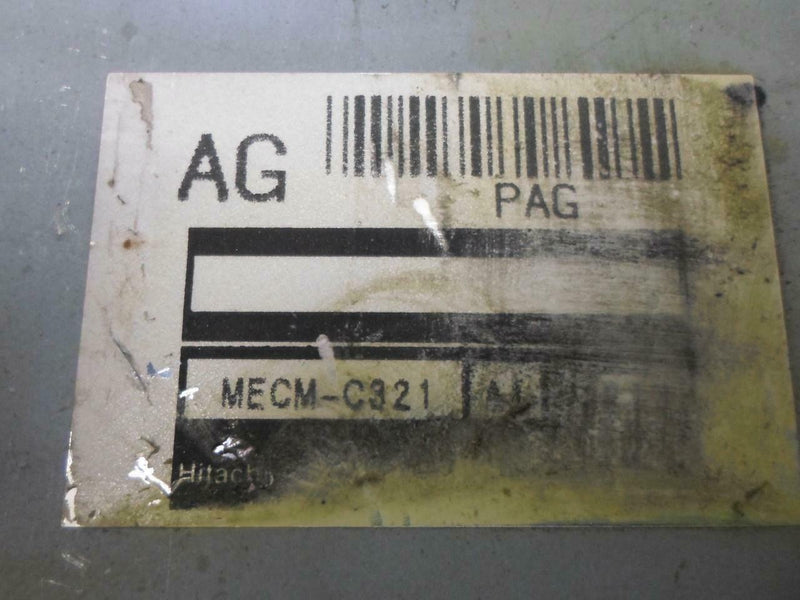 AG
PAG
MECM-C321
Hitachi